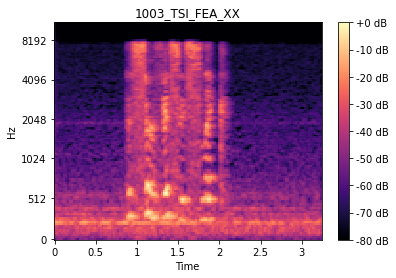 1003_TSI_FEA_XX
+0 dB
8192
-10 dB
4096
-20 dB
-30 dB
2048
Hz
-40 dB
1024
-50 dB
512
-60 dB
-70 dB
0
-80 dB
0 0.5 1 1.5 2 2.5 3
Time